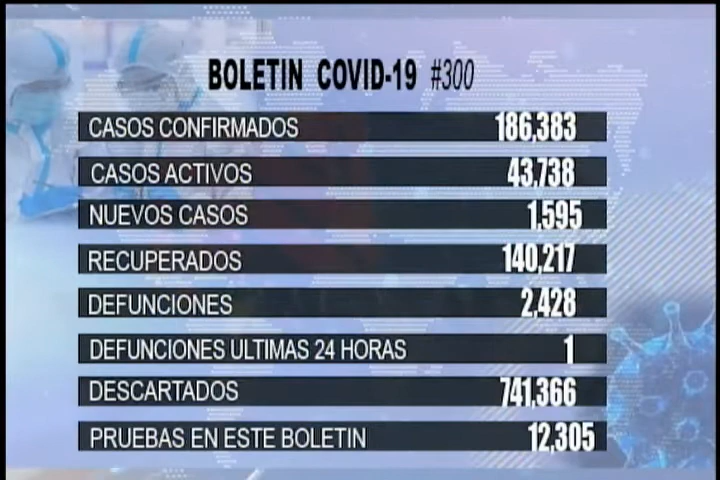 BOLETIN COVID-19 #300
CASOS CONFIRMADOS 186,383
CASOS ACTIVOS 43,738
NUEVOS CASOS 1,595
RECUPERADOS 140,217
DEFUNCIONES 2,428
DEFUNCIONES ULTIMAS 24 HORAS 1
DESCARTADOS 741,366
PRUEBAS EN ESTE BOLETIN 12,305